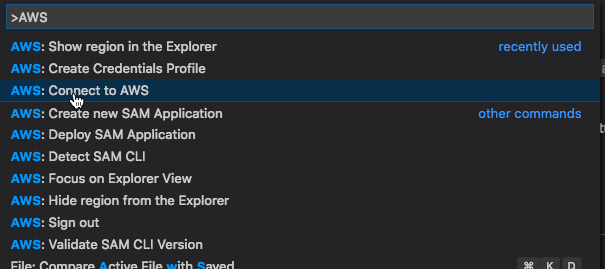 >AWS
AWS: Show region in the Explorer recently used
AWS: Create Credentials Profile
AWS: Connect to AWS
AWS: Create new SAM Application other commands
AWS: Deploy SAM Application
AWS: Detect SAM CLI
AWS: Focus on Explorer View
AWS: Hide region from the Explorer
AWS: Sign out
AWS: Validate SAM CLI Version
File: Compare Active File with Saved ⌘ K D